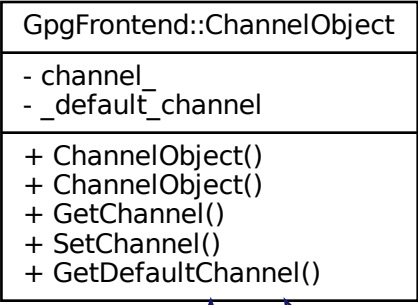 GpgFrontend::ChannelObject
- channel_
- _default_channel
+ ChannelObject()
+ ChannelObject()
+ GetChannel()
+ SetChannel()
+ GetDefaultChannel()